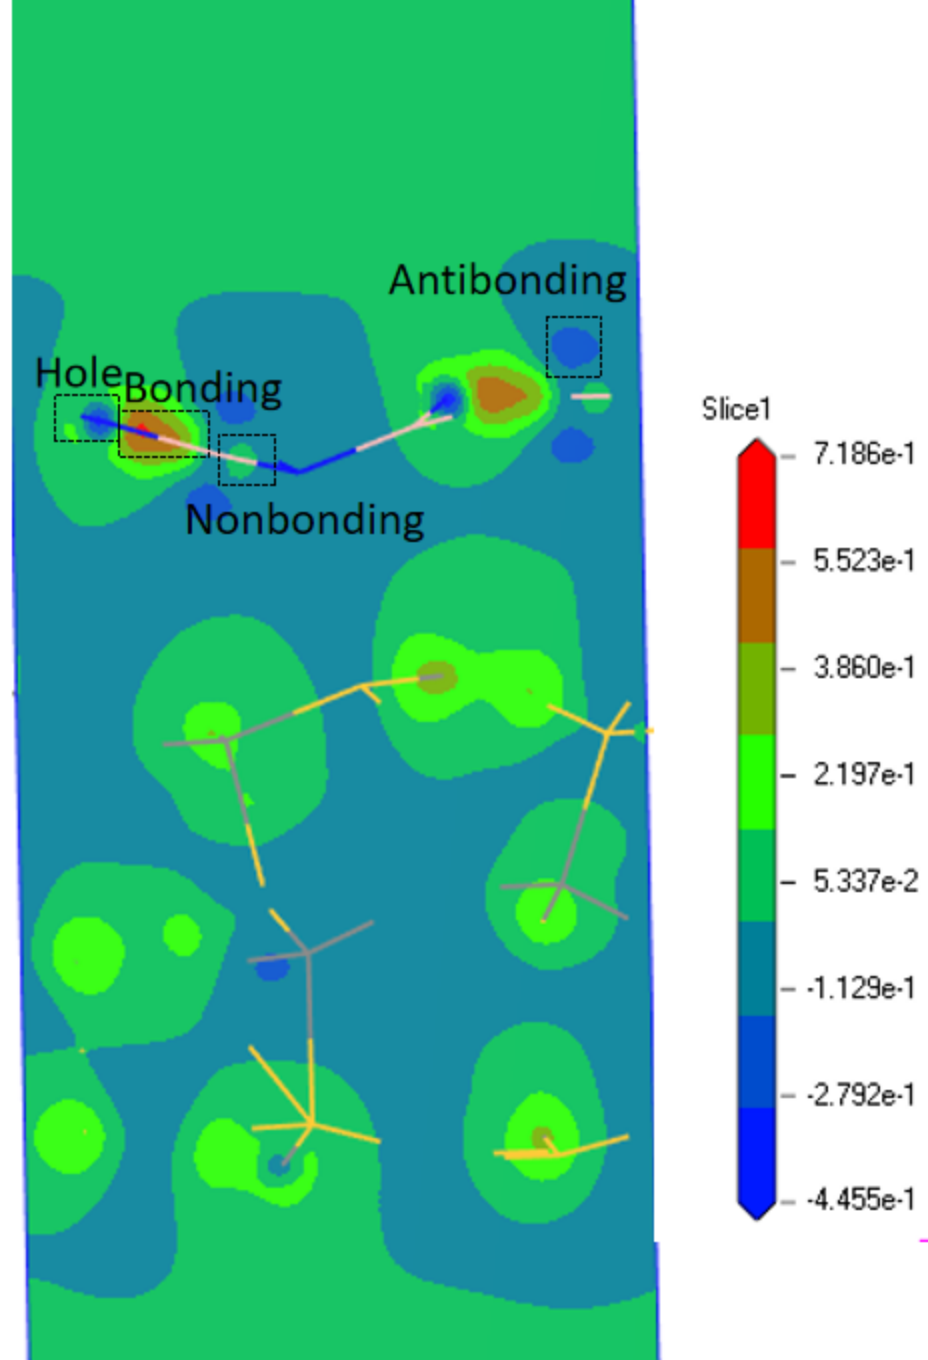 Antibonding
Hole
Bonding
Nonbonding
Slice1
7.186e-1
5.523e-1
3.860e-1
2.197e-1
5.337e-2
-1.129e-1
-2.792e-1
-4.455e-1